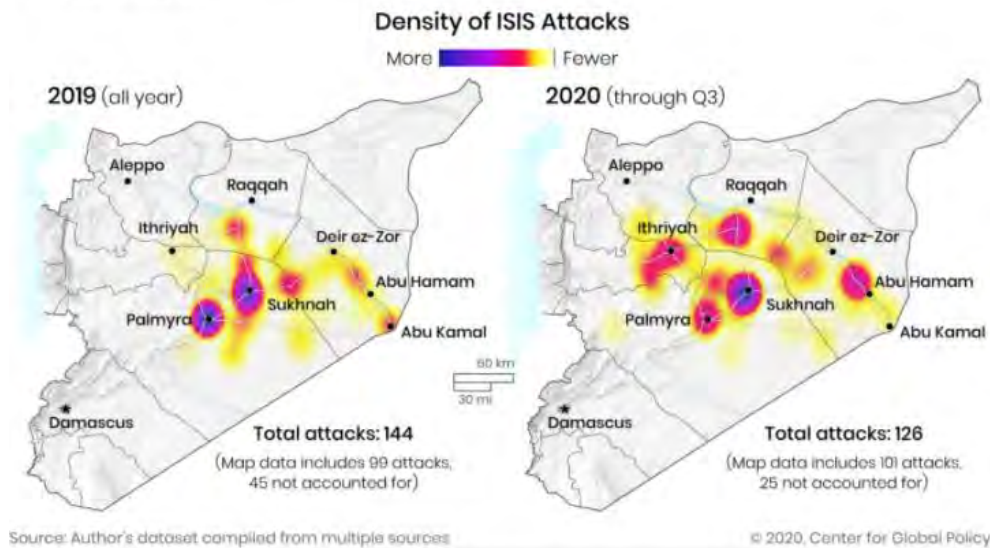 Density of ISIS Attacks
More
Fewer
2019 (all year)
Aleppo
Raqqah
Ithriyah
Deir ez-Zor
Abu Hamam
Sukhnah
Palmyra
Abu Kamal
Damascus
Total attacks: 144
(Map data includes 99 attacks,
45 not accounted for)
60 km
30 mi
2020 (through Q3)
Aleppo
Raqqah
Ithriyah
Deir ez-Zor
Abu Hamam
Sukhnah
Palmyra
Abu Kamal
Damascus
Total attacks: 126
(Map data includes 101 attacks,
25 not accounted for)
Source: Author's dataset compiled from multiple sources
© 2020, Center for Global Policy